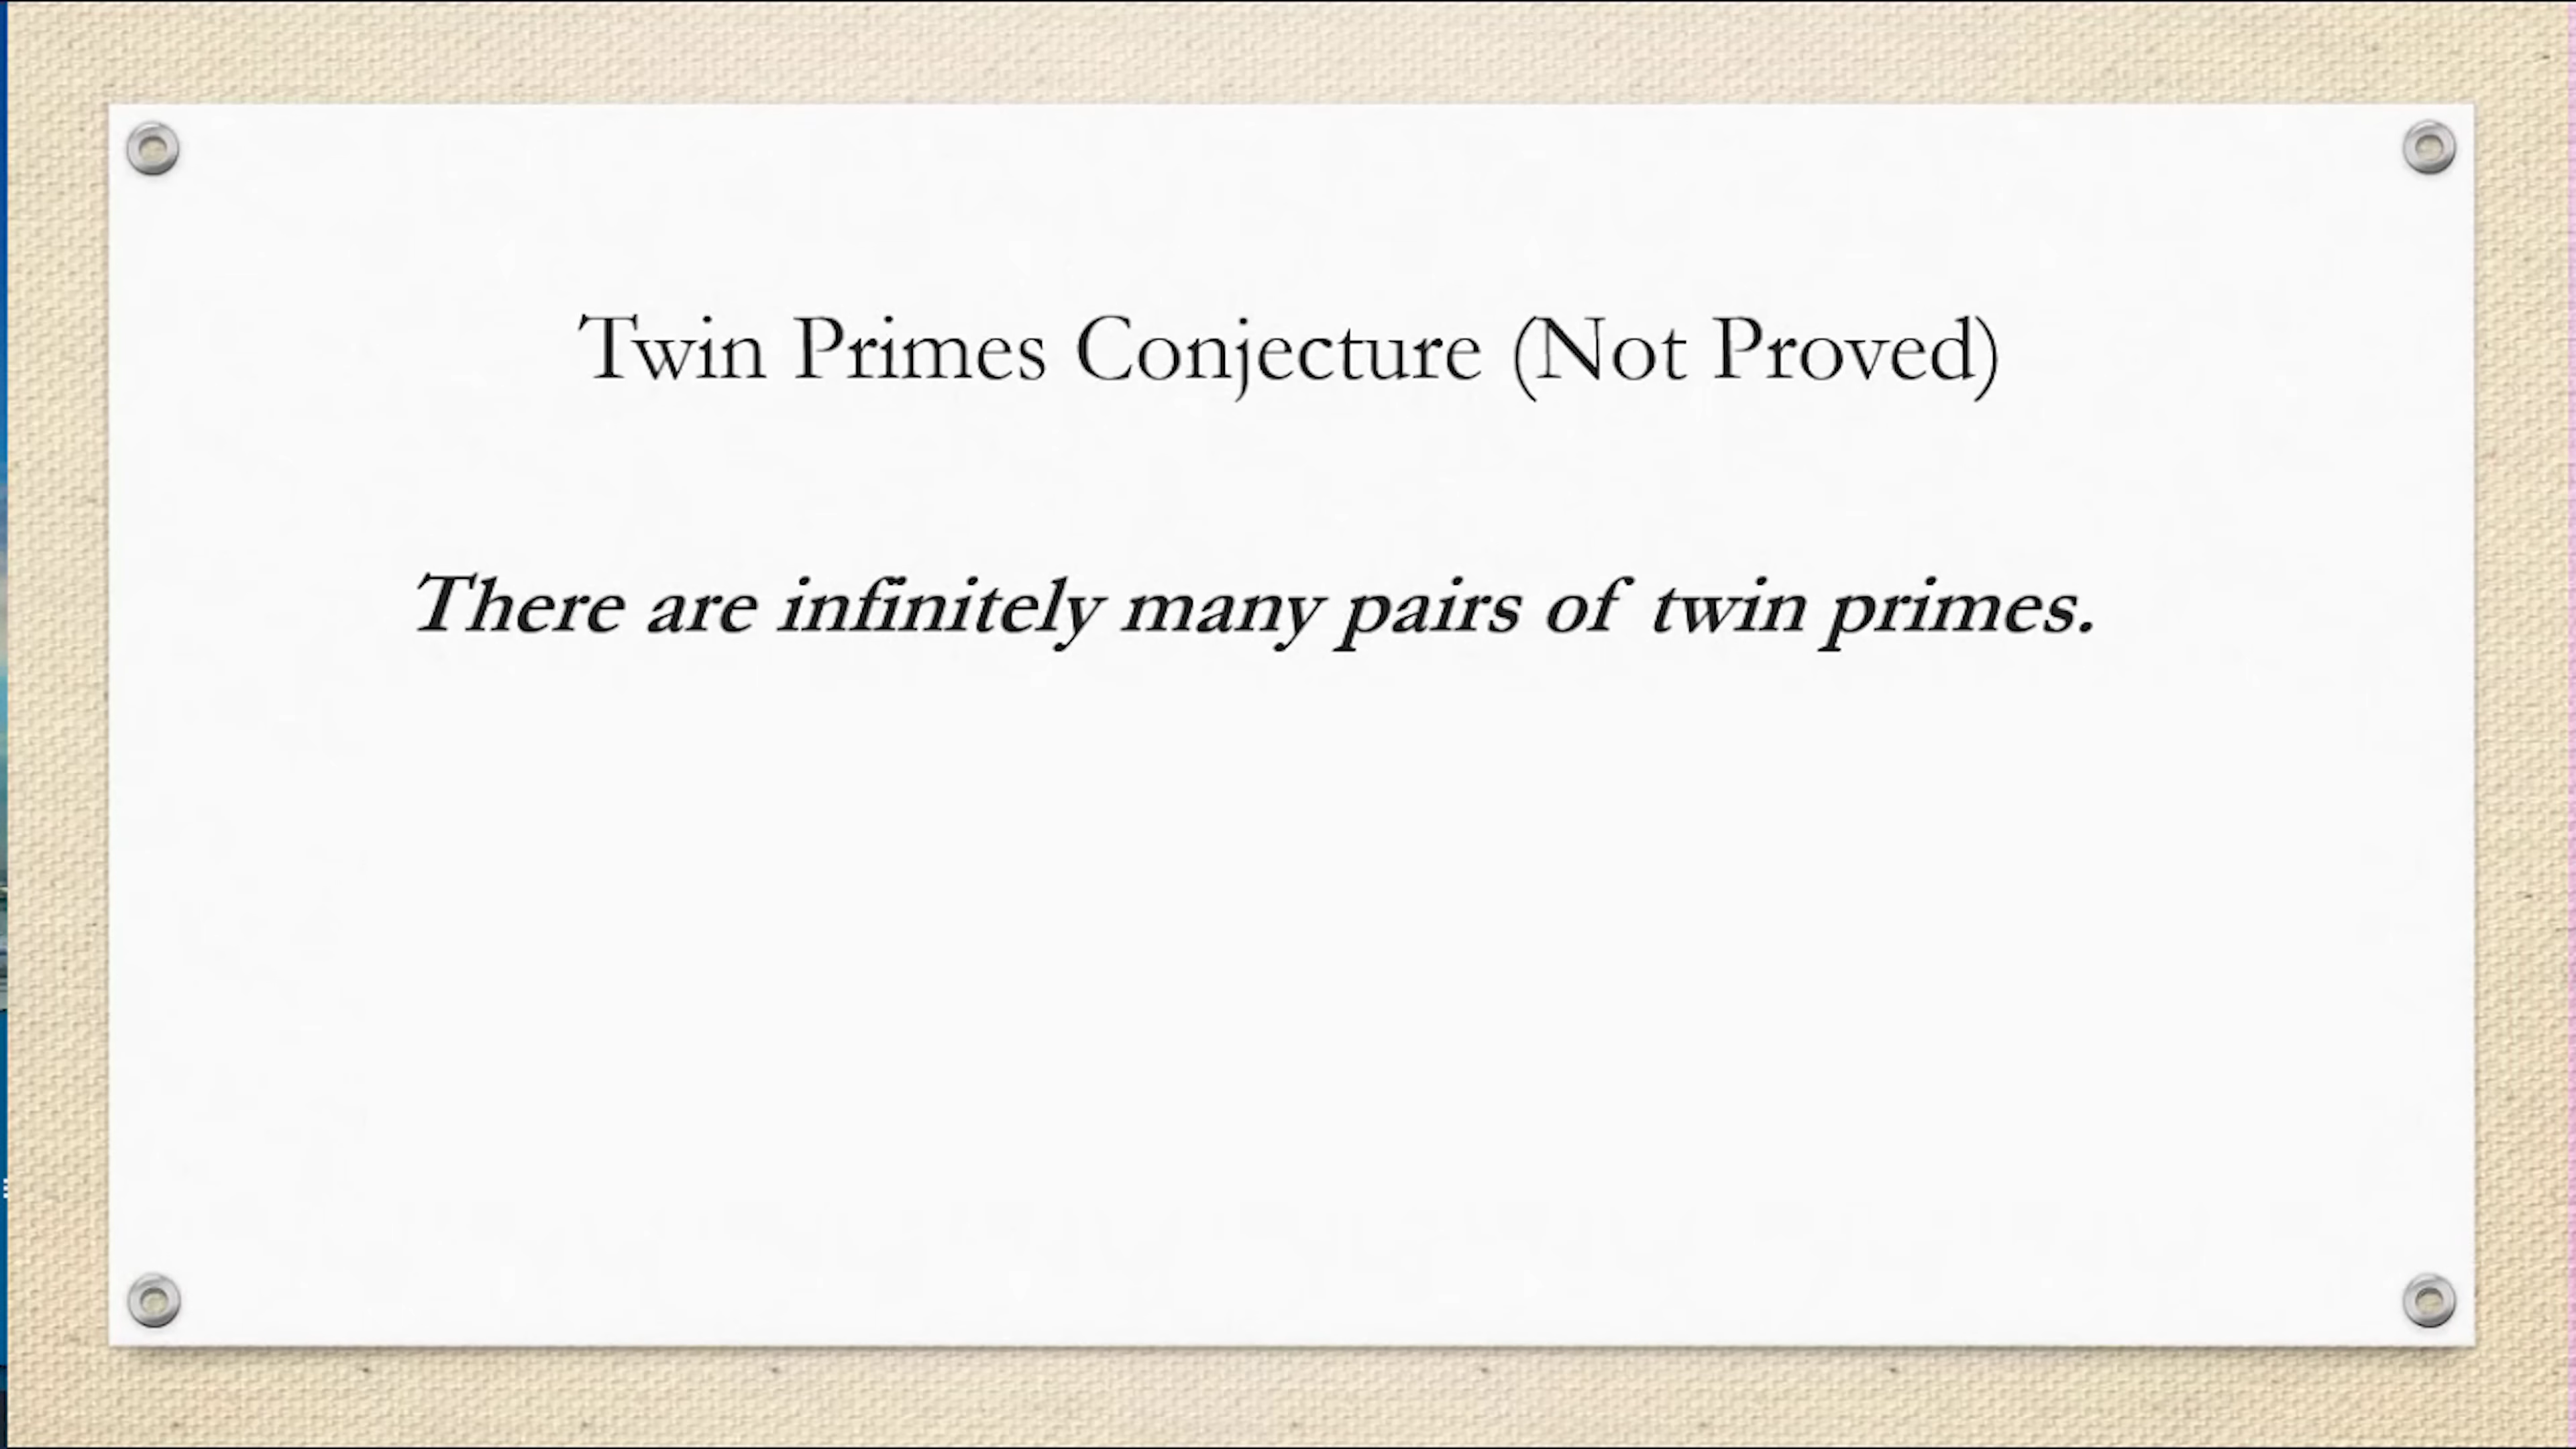 Twin Primes Conjecture (Not Proved)
There are infinitely many pairs of twin primes.